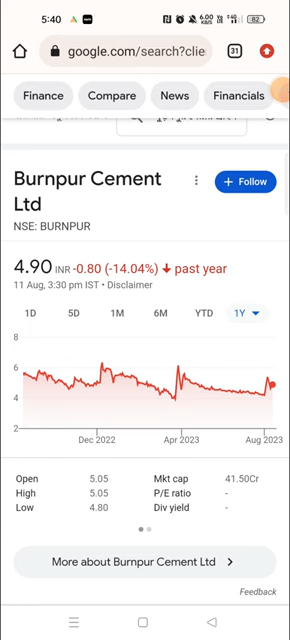 5:40
6.00
82
google.com/search?clie
31
Finance
Compare
News
Financials
Burnpur Cement
Ltd
+ Follow
NSE: BURNPUR
4.90 INR -0.80 (-14.04%) past year
11 Aug, 3:30 pm IST • Disclaimer
1D 5D 1M 6M YTD 1Y
8
6
4
2
Dec 2022 Apr 2023 Aug 2023
Open 5.05 Mkt cap 41.50Cr
High 5.05 P/E ratio -
Low 4.80 Div yield -
More about Burnpur Cement Ltd
Feedback